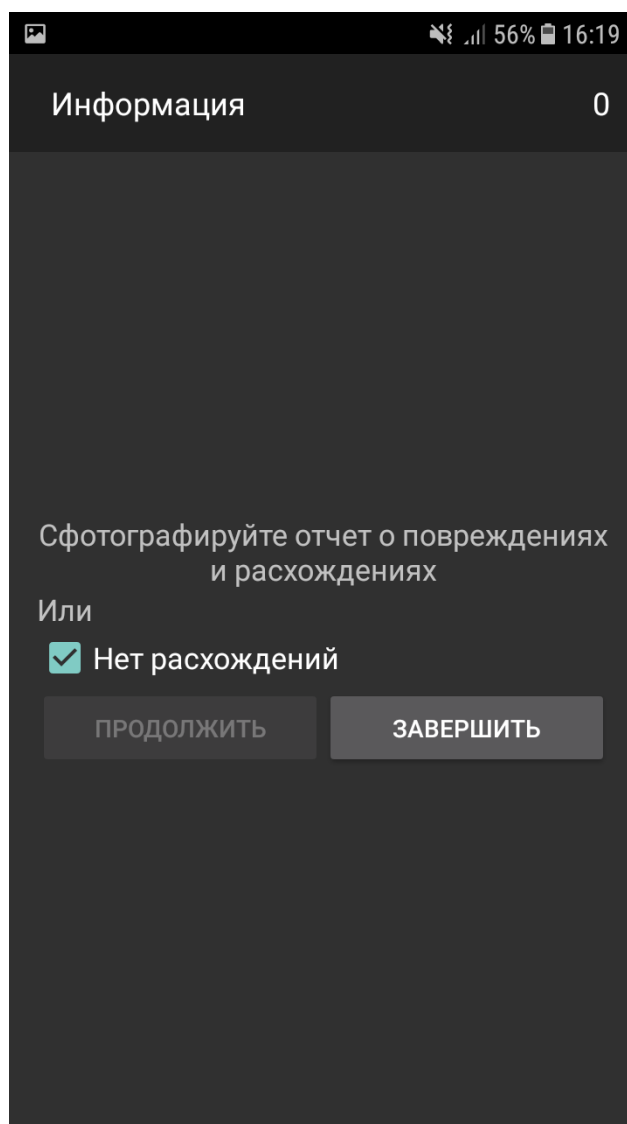 56% 16:19
Информация 0
Сфотографируйте отчет о повреждениях
и расхождениях
Или
Нет расхождений
ПРОДОЛЖИТЬ ЗАВЕРШИТЬ